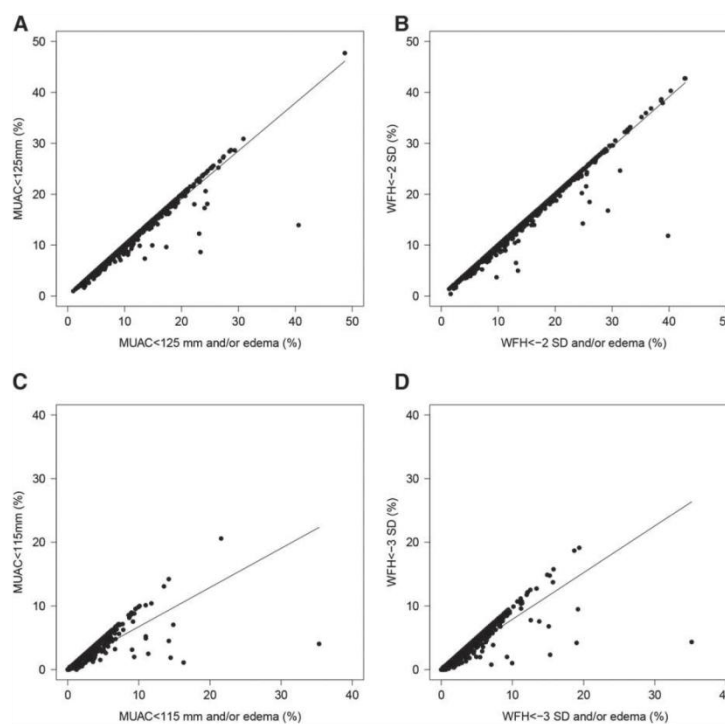 A
50
40
30
20
10
0
MUAC<125mm (%)
0 10 20 30 40 50
MUAC<125 mm and/or edema (%)
B
50
40
30
20
10
0
WFH<−2 SD (%)
0 10 20 30 40 50
WFH<−2 SD and/or edema (%)
C
40
30
20
10
0
MUAC<115mm (%)
0 10 20 30 40
MUAC<115 mm and/or edema (%)
D
40
30
20
10
0
WFH<−3 SD (%)
0 10 20 30 40
WFH<−3 SD and/or edema (%)